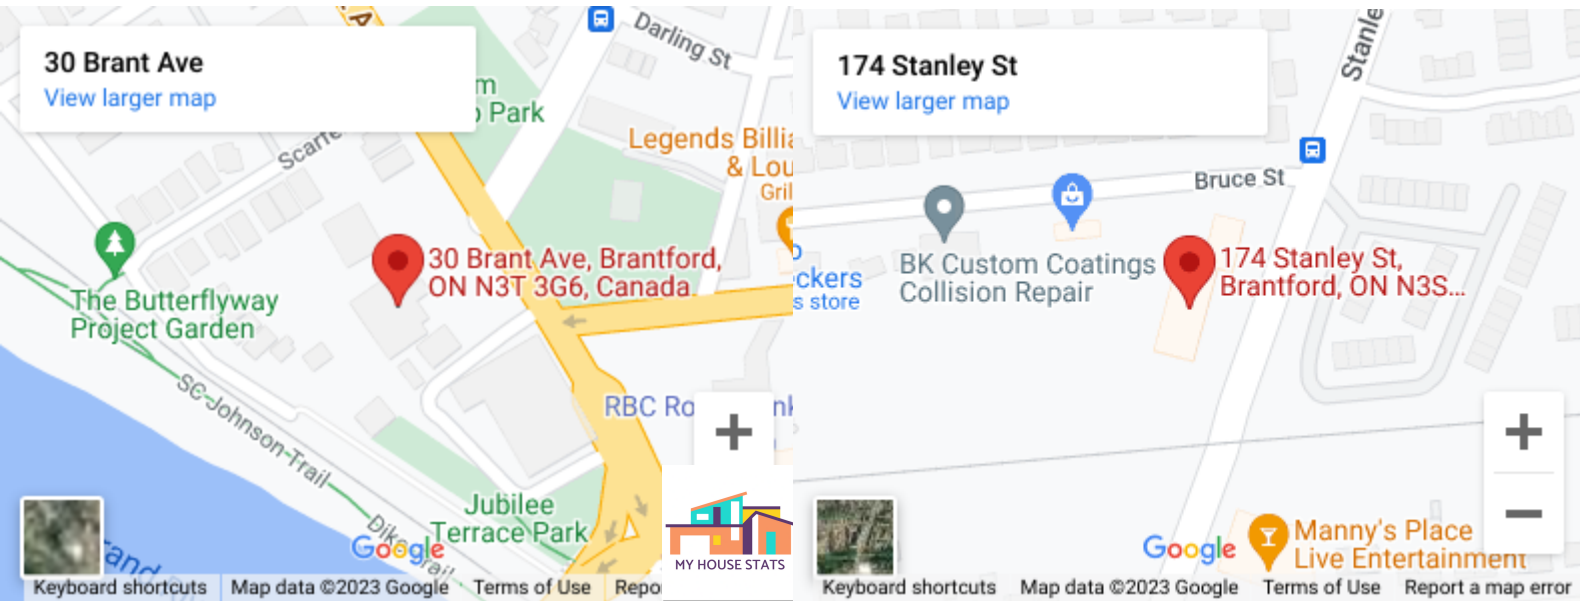 30 Brant Ave
View larger map
Darling St
Park
Legends Billia
& Lou
Gril
Scarfe
30 Brant Ave, Brantford,
ON N3T 3G6, Canada
The Butterflyway
Project Garden
SC Johnson Trail
RBC Ro
+
Jubilee
Terrace Park
Google
MY HOUSE STATS
Keyboard shortcuts
Map data ©2023 Google
Terms of Use
Repo
174 Stanley St
View larger map
Stanle
Bruce St
ckers
s store
BK Custom Coatings
Collision Repair
174 Stanley St,
Brantford, ON N3S...
+
−
Manny's Place
Live Entertainment
Google
Keyboard shortcuts
Map data ©2023 Google
Terms of Use
Report a map error